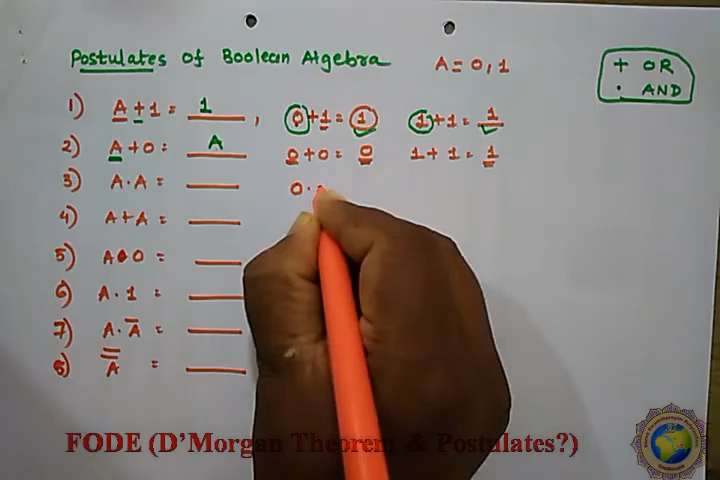 Postulates of Boolean Algebra A = 0, 1
+ OR
. AND
1) A + 1 = 1 , 0 + 1 = 1 1 + 1 = 1
2) A + 0 = A 0 + 0 = 0 1 + 1 = 1
3) A . A = 0 .
4) A + A =
5) A . 0 =
6) A . 1 =
7) A . A̅ =
8) A̿ =
FODE (D’Morgan Theorem & Postulates?)